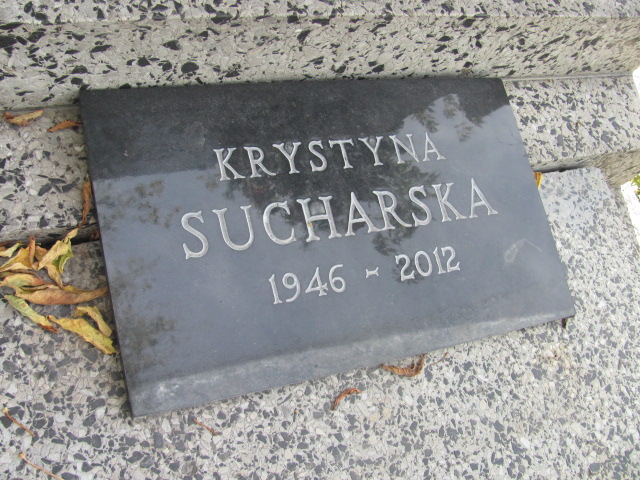 KRYSTYNA
SUCHARSKA
1946 - 2012